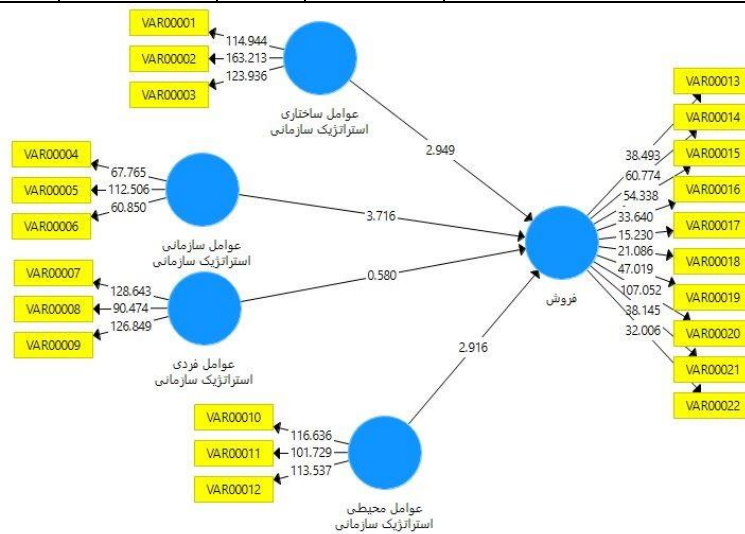 VAR00001
VAR00002
VAR00003
114.944
163.213
123.936
عوامل ساختاری
استراتژیک سازمانی
2.949
VAR00004
VAR00005
VAR00006
67.765
112.506
60.850
عوامل سازمانی
استراتژیک سازمانی
3.716
VAR00007
VAR00008
VAR00009
128.643
90.474
126.849
عوامل فردی
استراتژیک سازمانی
0.580
VAR00010
VAR00011
VAR00012
116.636
101.729
113.537
عوامل محیطی
استراتژیک سازمانی
2.916
فروش
38.493
60.774
54.338
33.640
15.230
21.086
47.019
107.052
38.145
32.006
VAR00013
VAR00014
VAR00015
VAR00016
VAR00017
VAR00018
VAR00019
VAR00020
VAR00021
VAR00022